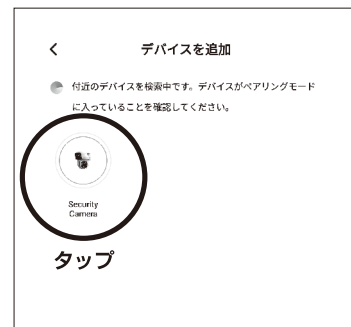 デバイスを追加
付近のデバイスを検索中です。デバイスがペアリングモード
に入っていることを確認してください。
Security
Camera
タップ